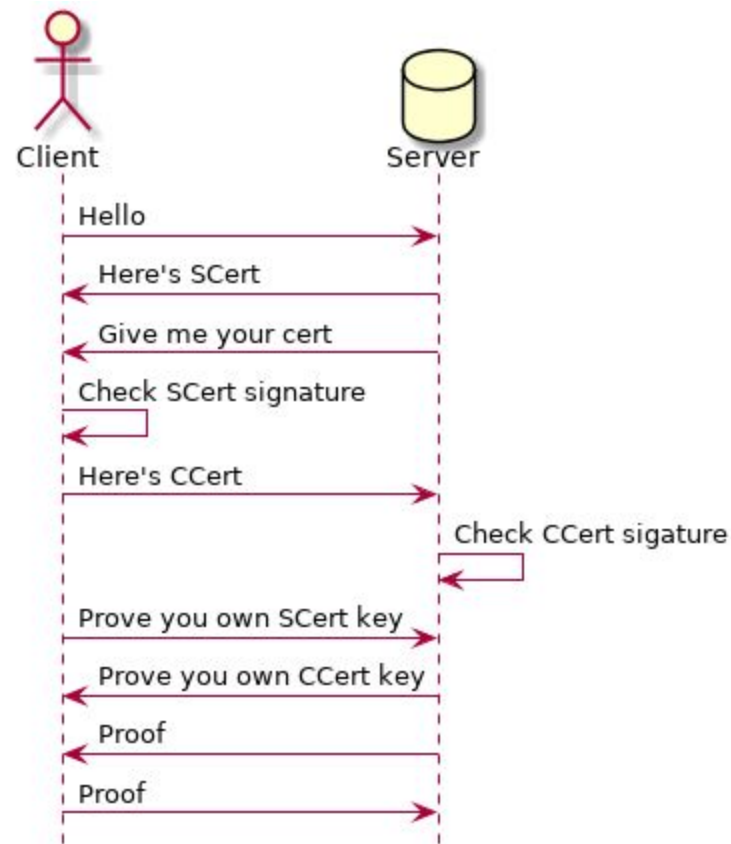 Client
Server
Hello
Here's SCert
Give me your cert
Check SCert signature
Here's CCert
Check CCert sigature
Prove you own SCert key
Prove you own CCert key
Proof
Proof